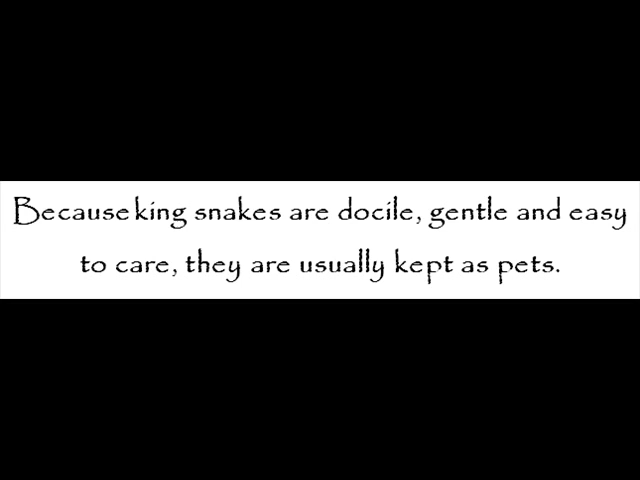 Because king snakes are docile, gentle and easy
to care, they are usually kept as pets.